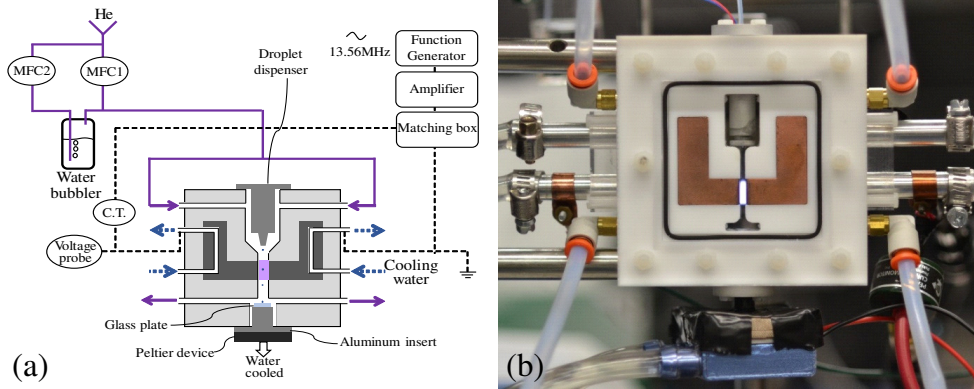 He
MFC2
MFC1
Water
bubbler
C.T.
Voltage
probe
Droplet
dispenser
13.56MHz
Function
Generator
Amplifier
Matching box
Cooling
water
Glass plate
Peltier device
Aluminum insert
Water
cooled
(a)
(b)